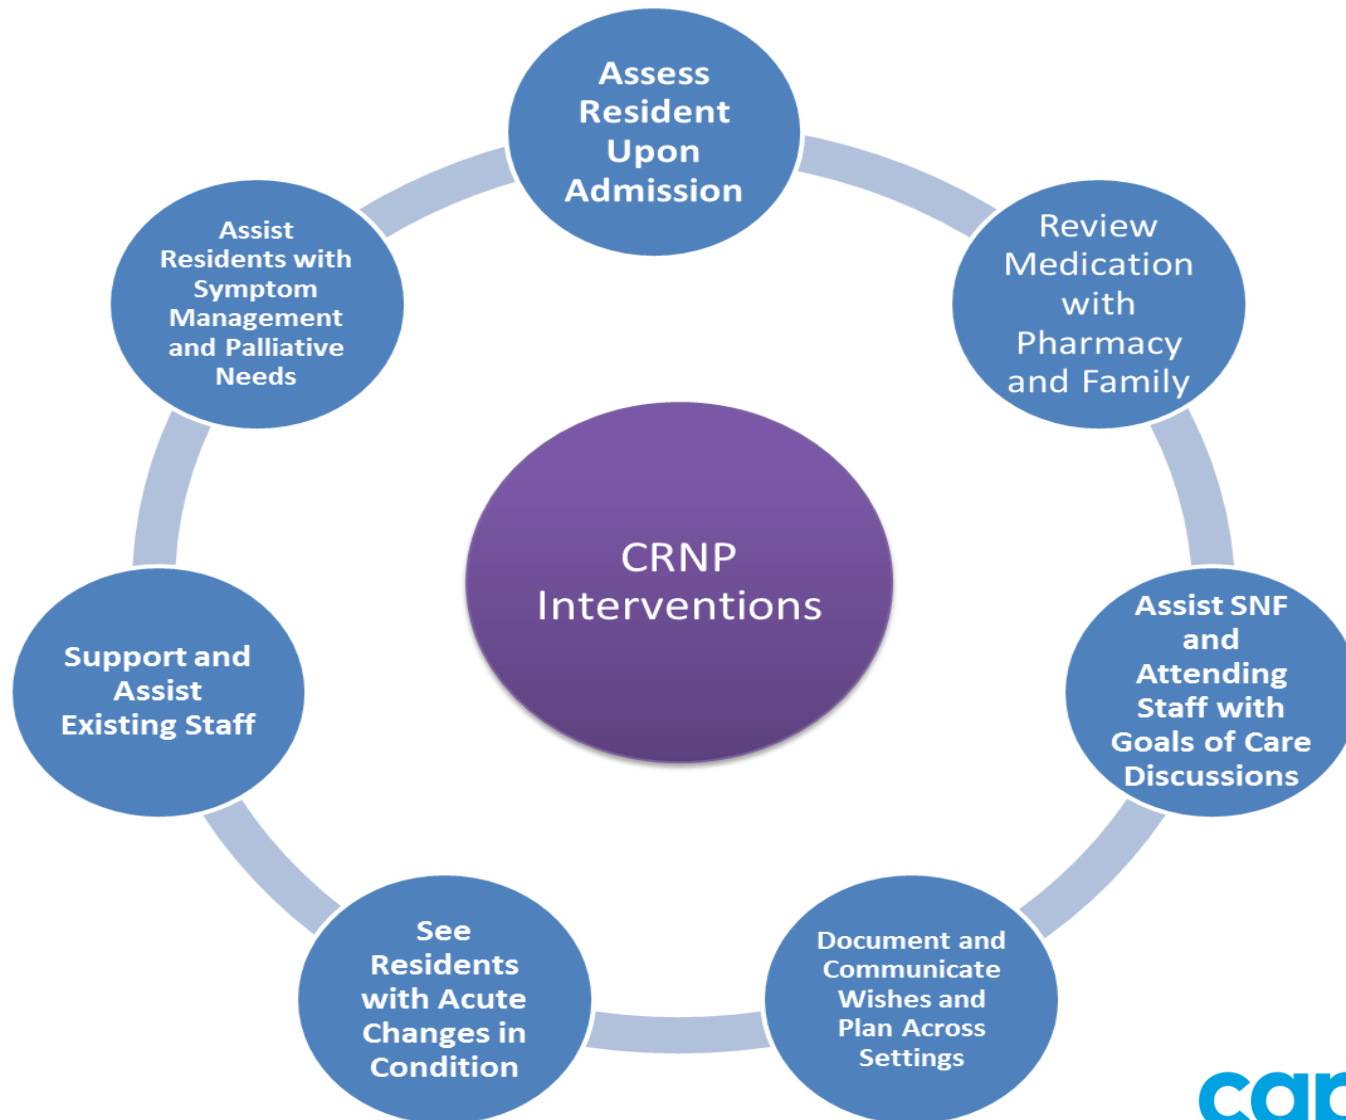 Assess
Resident
Upon
Admission
Review
Medication
with
Pharmacy
and Family
Assist SNF
and
Attending
Staff with
Goals of Care
Discussions
Document and
Communicate
Wishes and
Plan Across
Settings
See
Residents
with Acute
Changes in
Condition
Support and
Assist
Existing Staff
Assist
Residents with
Symptom
Management
and Palliative
Needs
CRNP
Interventions